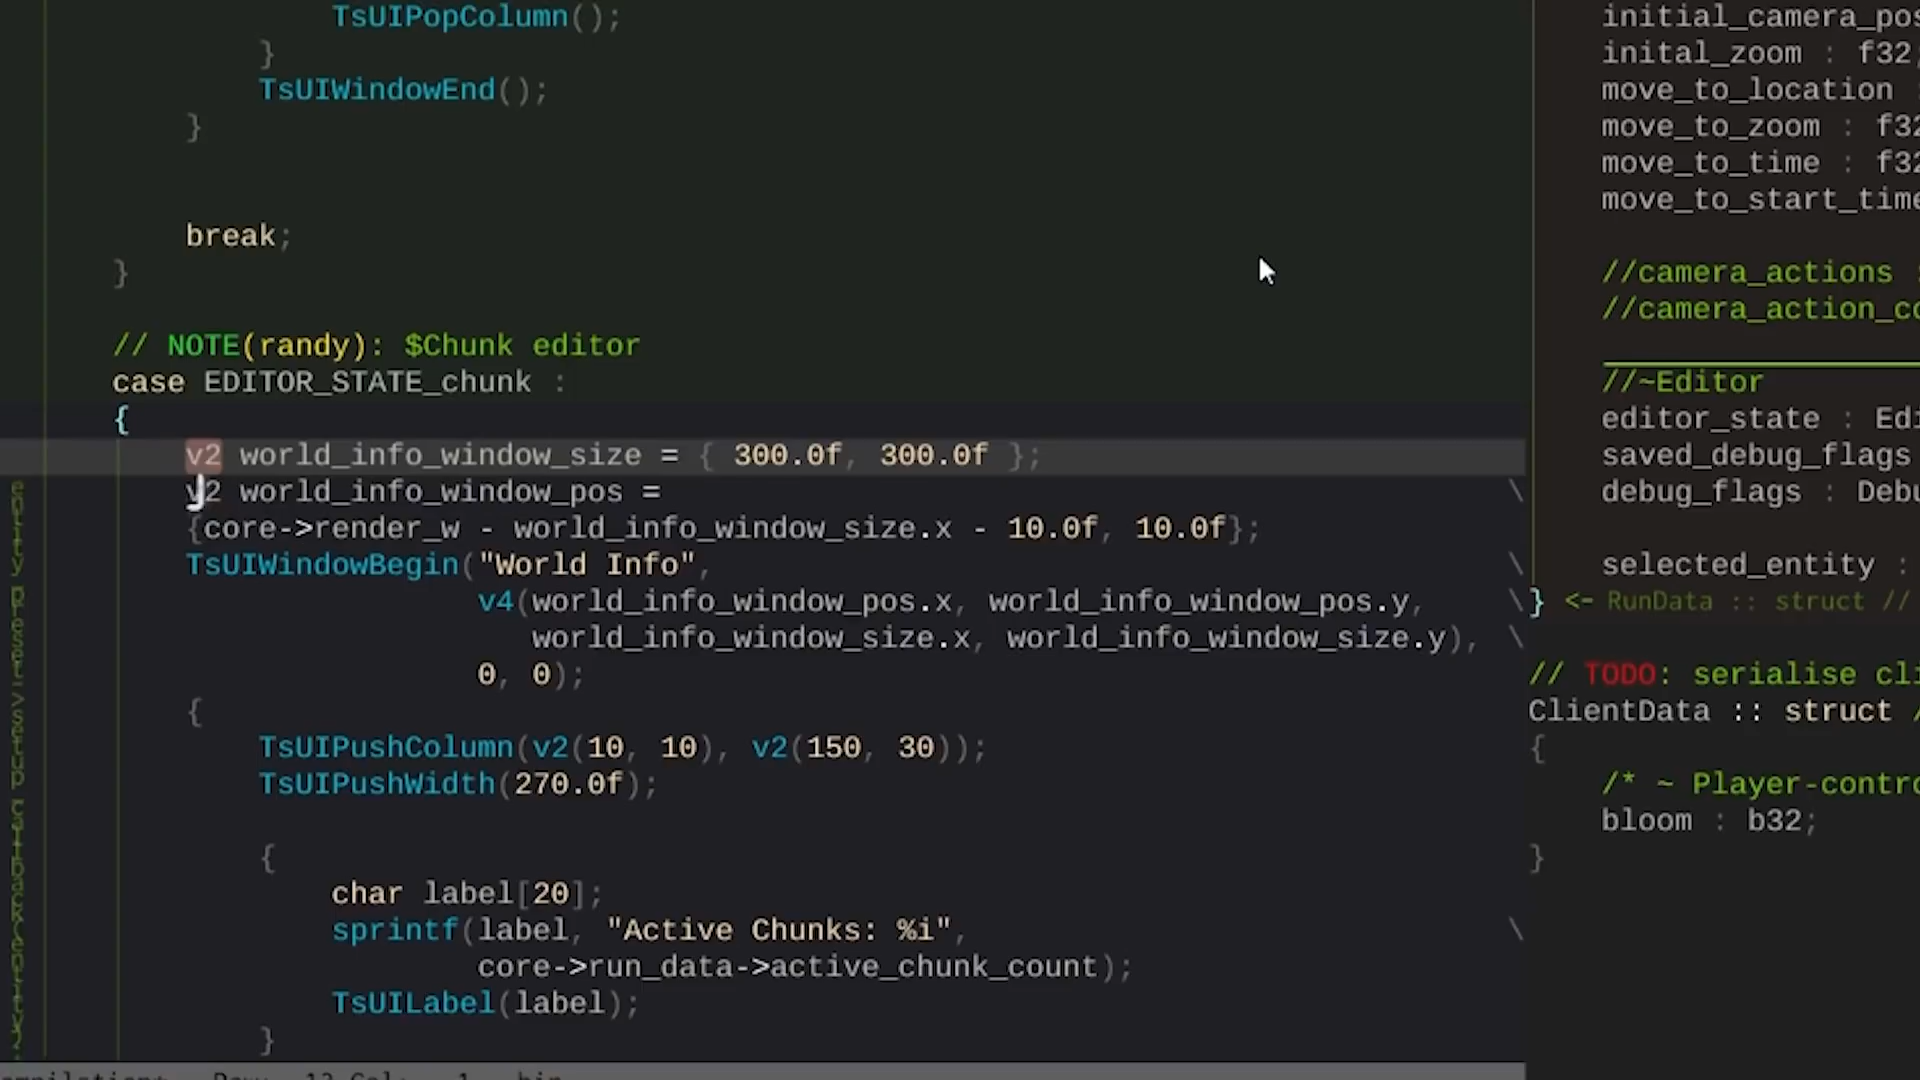 TsUIPopColumn();
}
TsUIWindowEnd();
}
break;
}
// NOTE(randy): $Chunk editor
case EDITOR_STATE_chunk :
{
v2 world_info_window_size = { 300.0f, 300.0f };
v2 world_info_window_pos = \
{core->render_w - world_info_window_size.x - 10.0f, 10.0f};
TsUIWindowBegin("World Info", \
v4(world_info_window_pos.x, world_info_window_pos.y, \
world_info_window_size.x, world_info_window_size.y), \
0, 0);
{
TsUIPushColumn(v2(10, 10), v2(150, 30));
TsUIPushWidth(270.0f);
{
char label[20];
sprintf(label, "Active Chunks: %i", \
core->run_data->active_chunk_count);
TsUILabel(label);
}
initial_camera_pos
inital_zoom : f32;
move_to_location :
move_to_zoom : f32
move_to_time : f32
move_to_start_time
//camera_actions :
//camera_action_co
//~Editor
editor_state : Edi
saved_debug_flags
debug_flags : Debu
selected_entity :
} <- RunData :: struct //
// TODO: serialise cli
ClientData :: struct /
{
/* ~ Player-contro
bloom : b32;
}